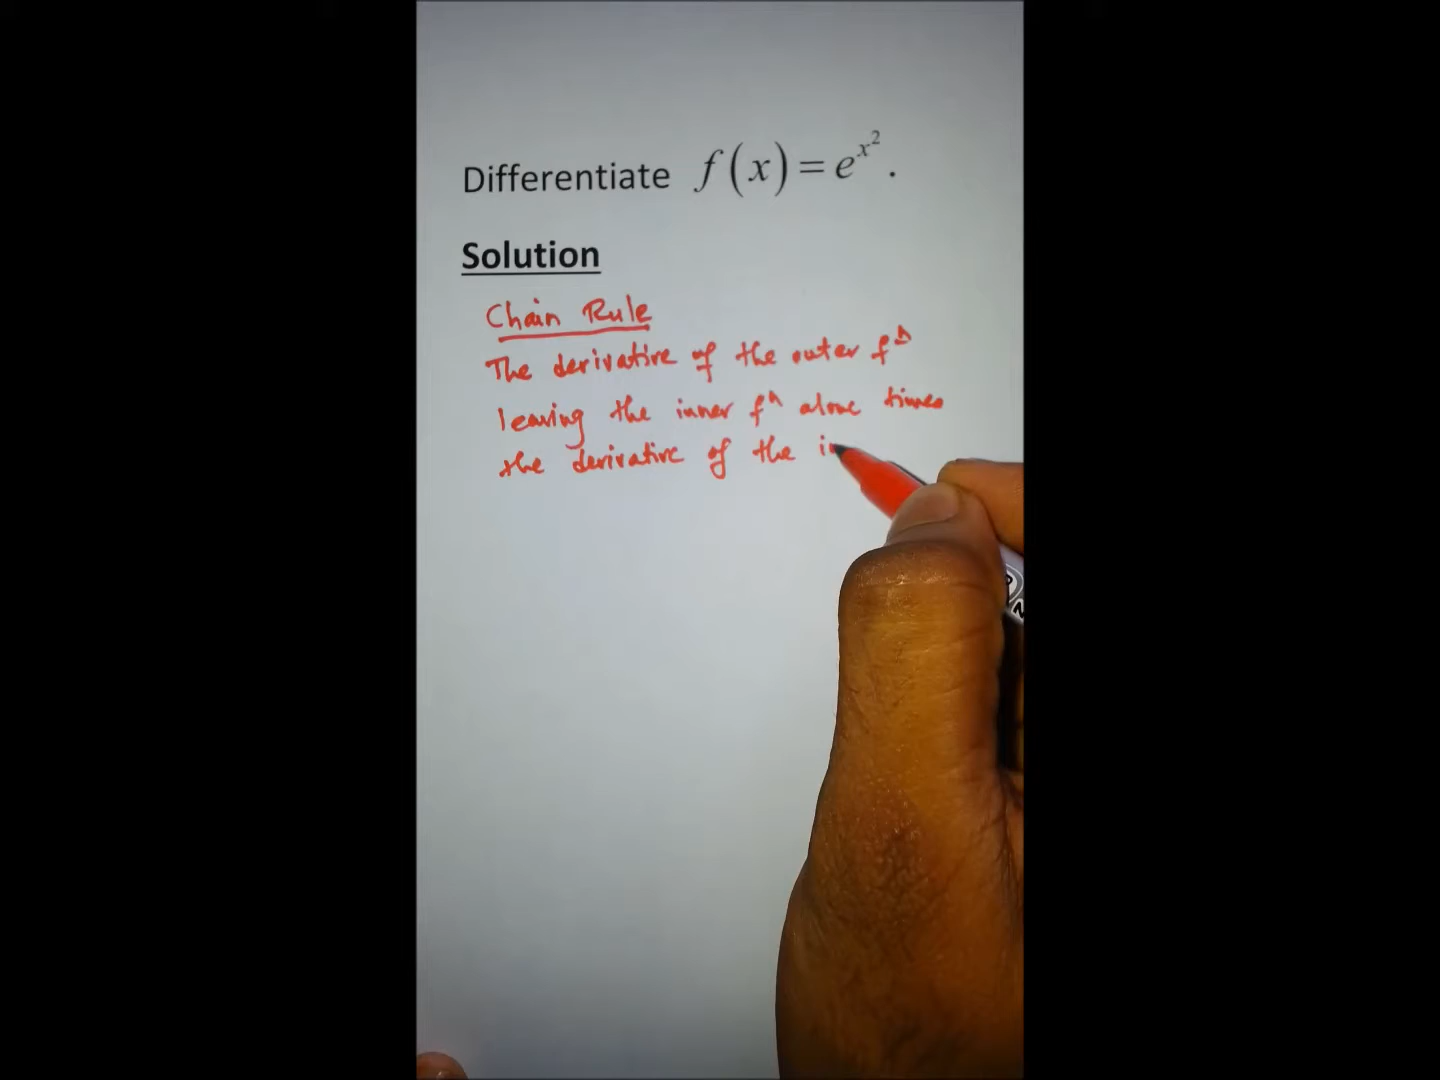 Differentiate f(x) = e^{x^2}.
Solution
Chain Rule
The derivative of the outer f^n
leaving the inner f^n alone times
the derivative of the i